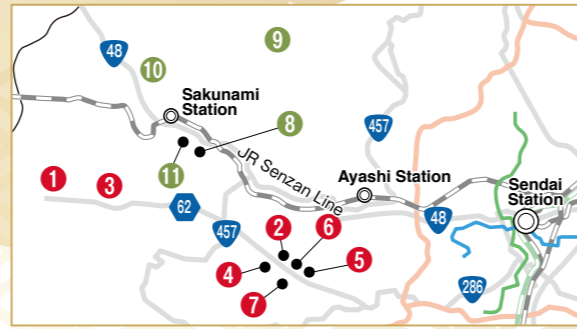 9
48
10
Sakunami
Station
8
457
11
JR Senzan Line
Ayashi Station
1
3
Sendai
Station
62
48
457
2
6
4
5
7
286